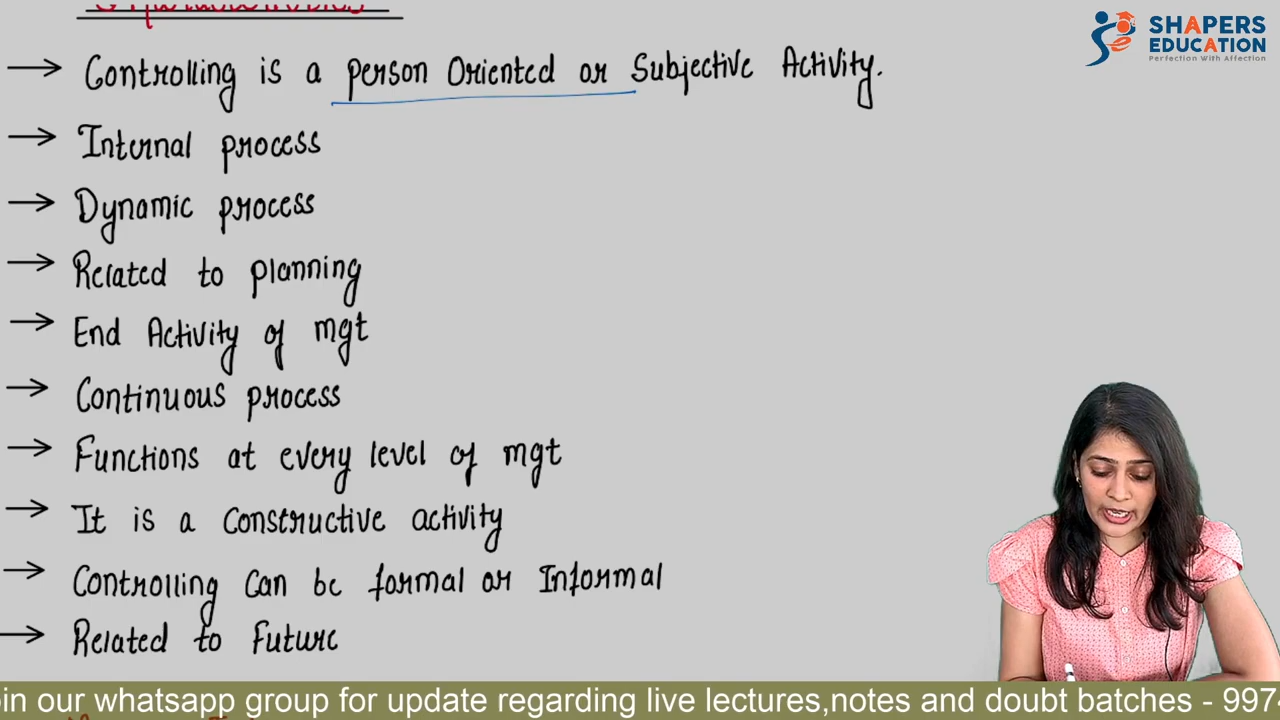 SHAPERS
EDUCATION
Perfection With Affection
→ Controlling is a person Oriented or Subjective Activity.
→ Internal process
→ Dynamic process
→ Related to planning
→ End Activity of mgt
→ Continuous process
→ Functions at every level of mgt
→ It is a constructive activity
→ Controlling can be formal or Informal
→ Related to Future
in our whatsapp group for update regarding live lectures,notes and doubt batches - 997